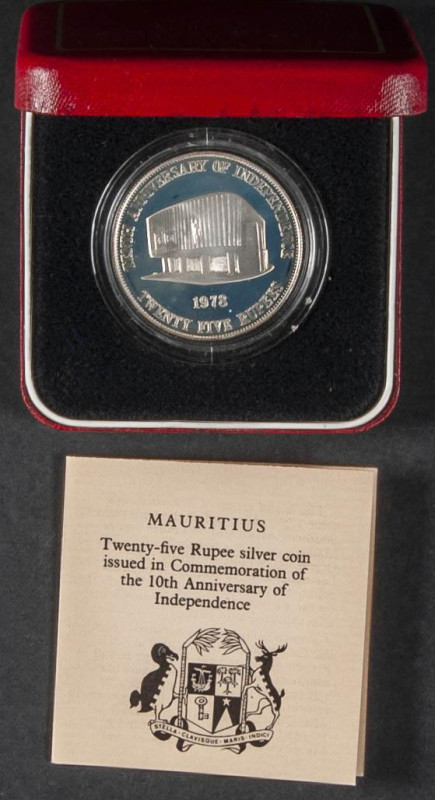 TENTH ANNIVERSARY OF INDEPENDENCE
1978
TWENTY FIVE RUPEES
MAURITIUS
Twenty-five Rupee silver coin
issued in Commemoration of
the 10th Anniversary of
Independence
STELLA·CLAVISQUE·MARIS·INDICI